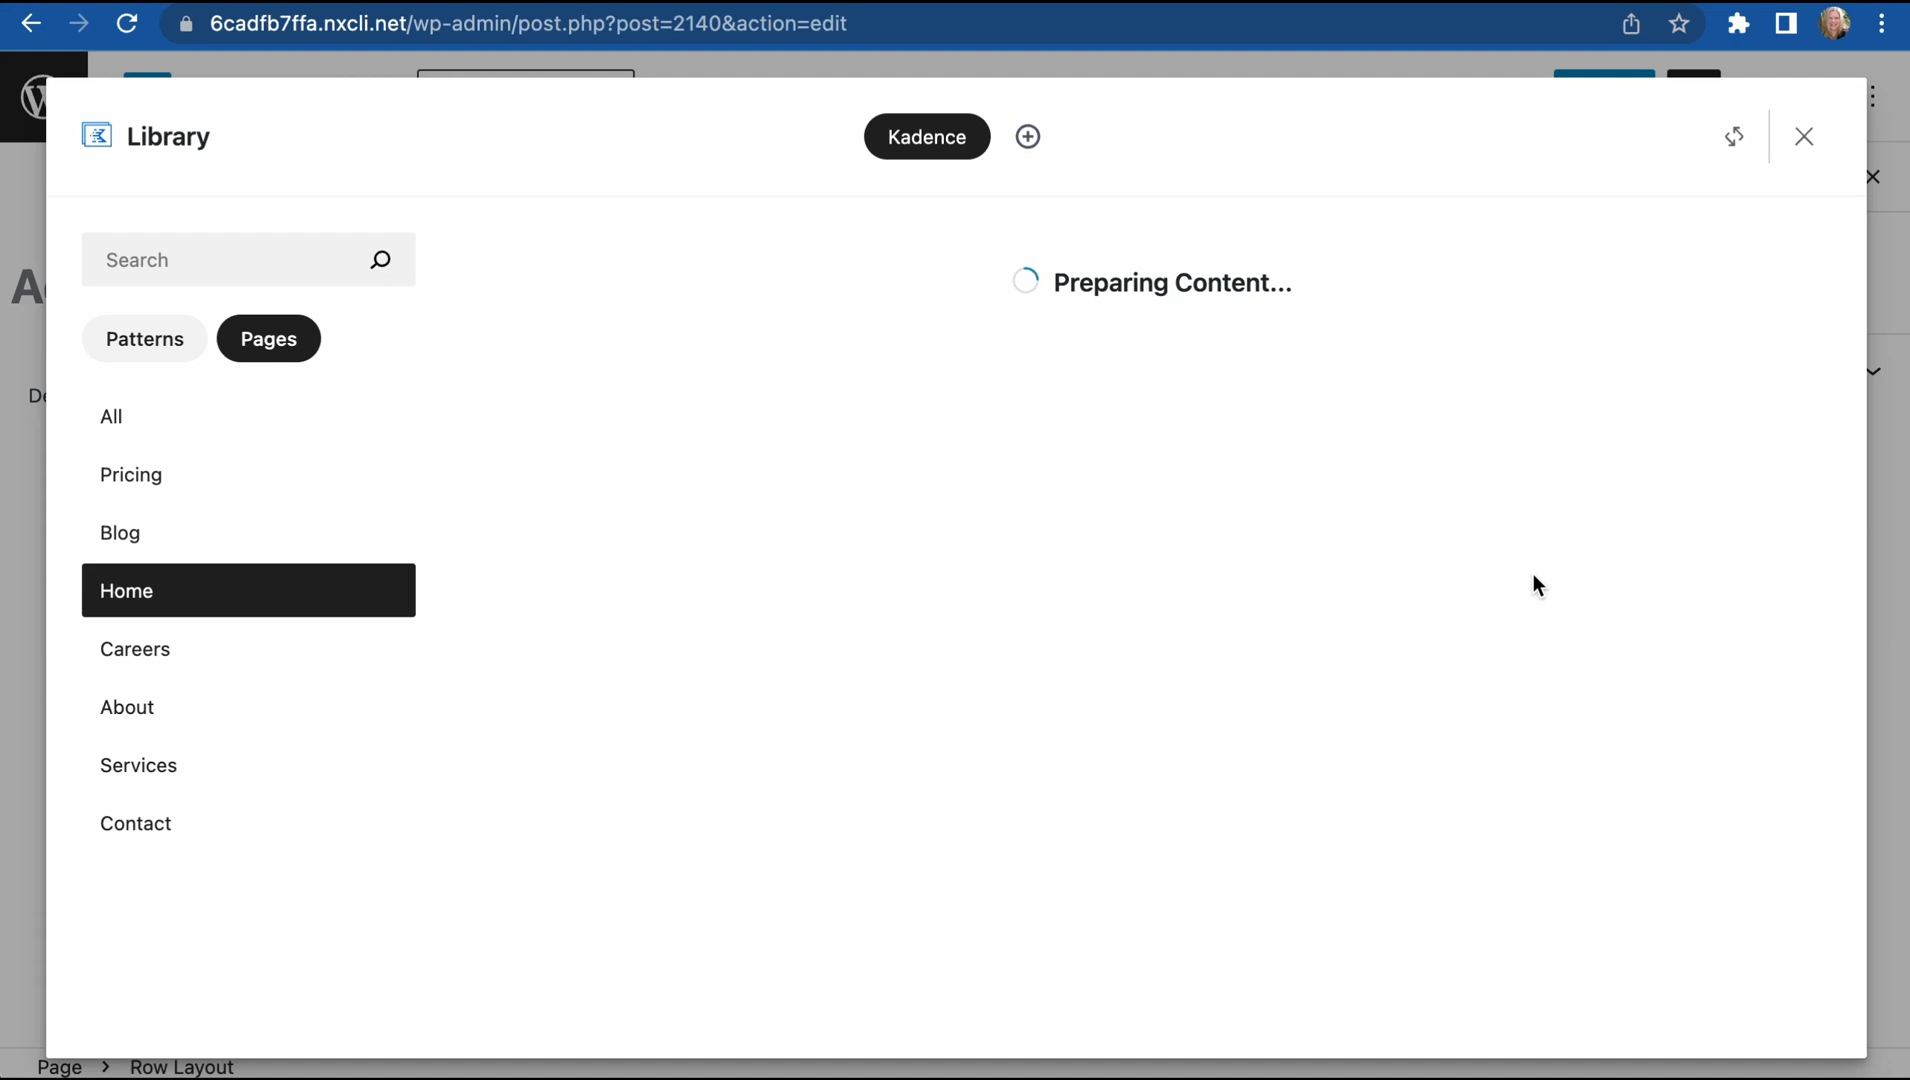 6cadfb7ffa.nxcli.net/wp-admin/post.php?post=2140&action=edit
Library
Kadence
Search
Preparing Content...
Patterns
Pages
All
Pricing
Blog
Home
Careers
About
Services
Contact
Page
Row Layout